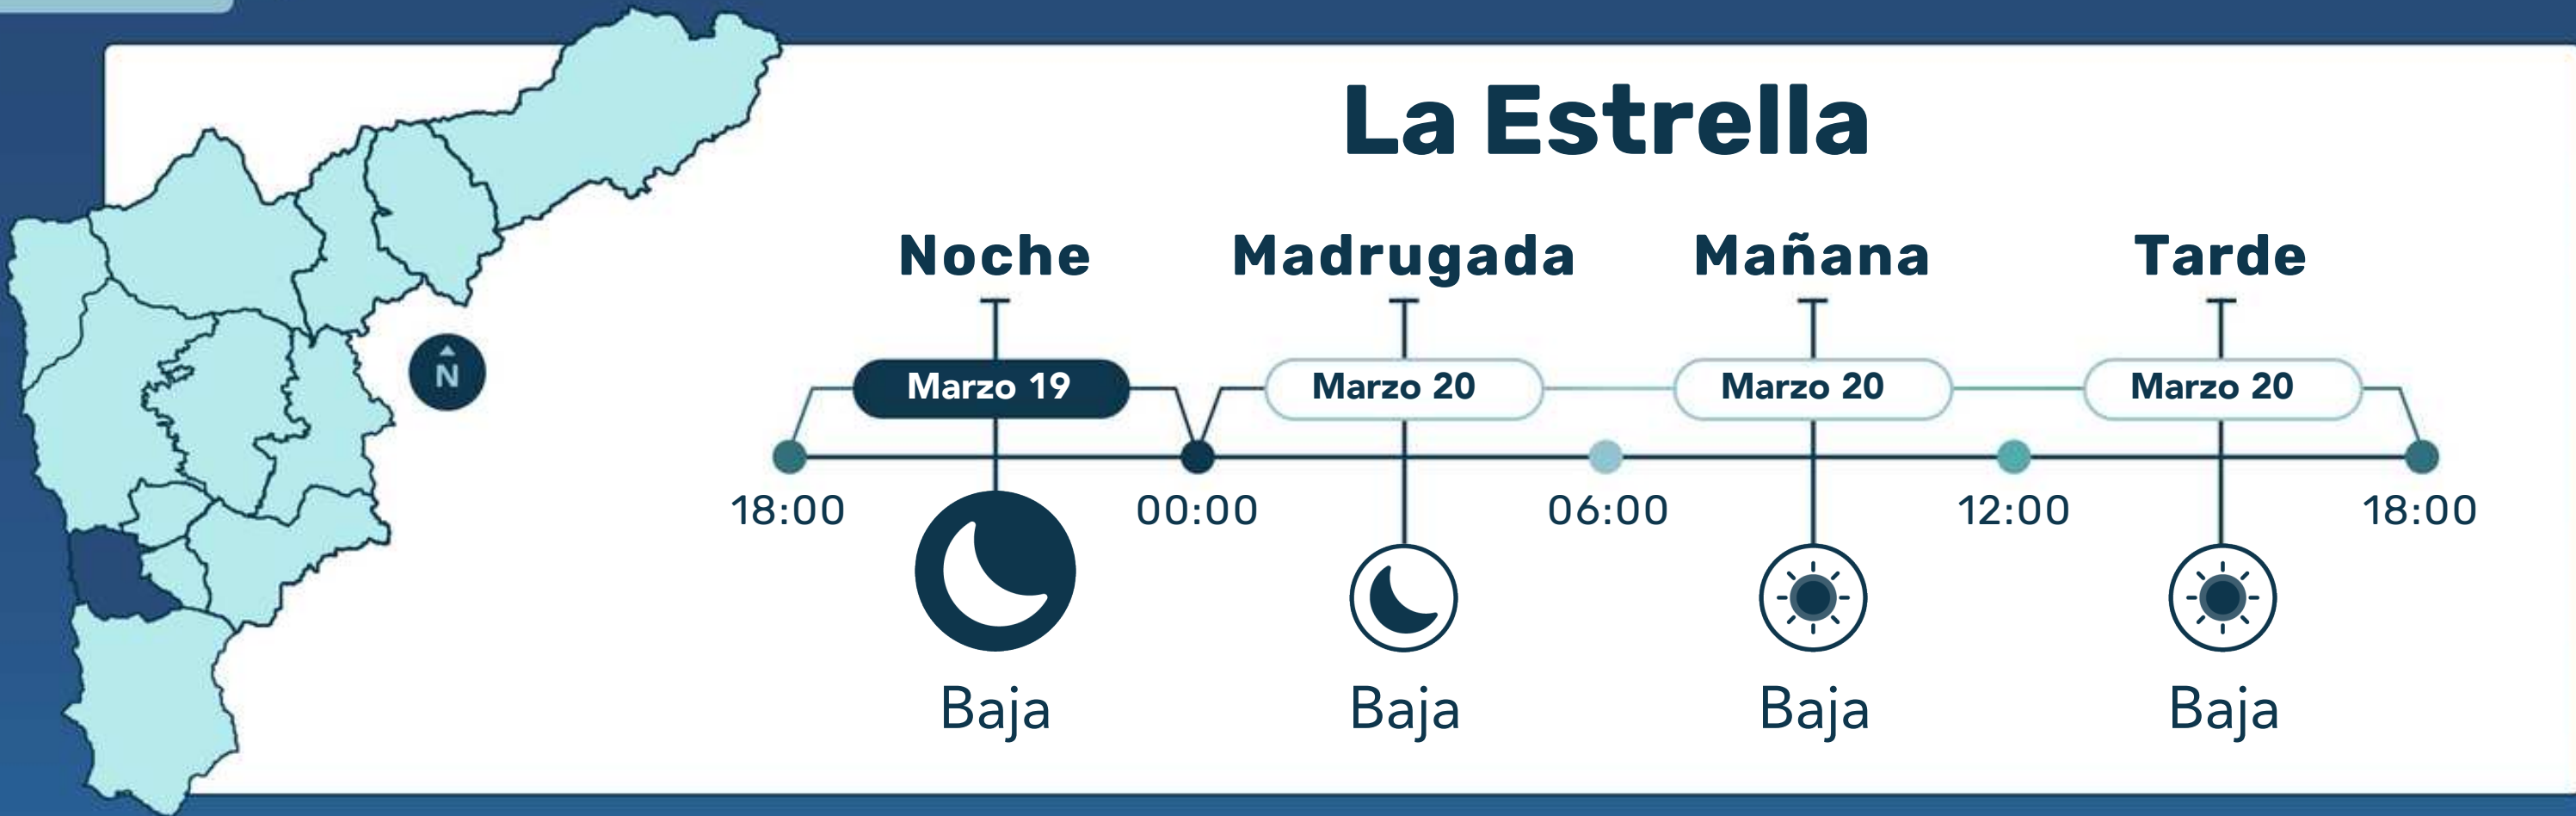 La Estrella
Noche Madrugada Mañana Tarde
N
Marzo 19 Marzo 20 Marzo 20 Marzo 20
18:00 00:00 06:00 12:00 18:00
Baja Baja Baja Baja